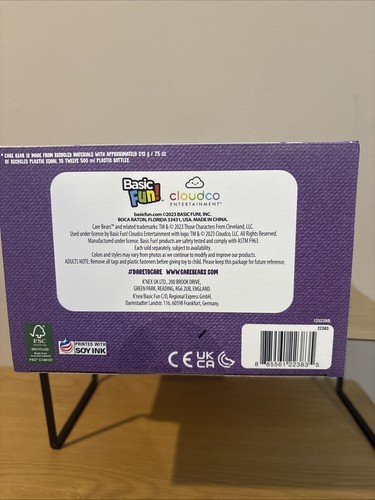 * CARE BEAR IS MADE FROM RECYCLED MATERIALS WITH APPROXIMATELY 213 g / 7.5 oz
OF RECYCLED PLASTIC EQUAL TO TWELVE 500 ml PLASTIC BOTTLES
Basic
Fun!
cloudco
ENTERTAINMENT
basicfun.com ©2023 BASIC FUN!, INC.
BOCA RATON, FLORIDA 33431, USA. MADE IN CHINA.
Care Bears™ and related trademarks TM & © 2023 Those Characters From Cleveland, LLC.
Used under license by Basic Fun! Cloudco Entertainment with logo: TM & © 2023 Cloudco, LLC. All Rights Reserved.
Manufactured under license. Basic Fun! products are safety tested and comply with ASTM F963.
Each sold separately, subject to availability.
Colors and styles may vary from photos as we continue to modify and improve our products.
ADULTS NOTE: Remove all tags and plastic fasteners before giving toy to child. Please keep this package for future reference.
#DARETOCARE WWW.CAREBEARS.COM
K'NEX UK LTD, 200 BROOK DRIVE,
GREEN PARK, READING, RG6 2UB, ENGLAND.
K'nex/Basic Fun C/O, Regional Express GmbH,
Darmstadter Landstr. 116, 60598 Frankfurt, Germany.
22383
FSC
RECYCLED
FSC® C148107
PRINTED WITH
SOY INK
CE UK
CA
8 85561 22383 5